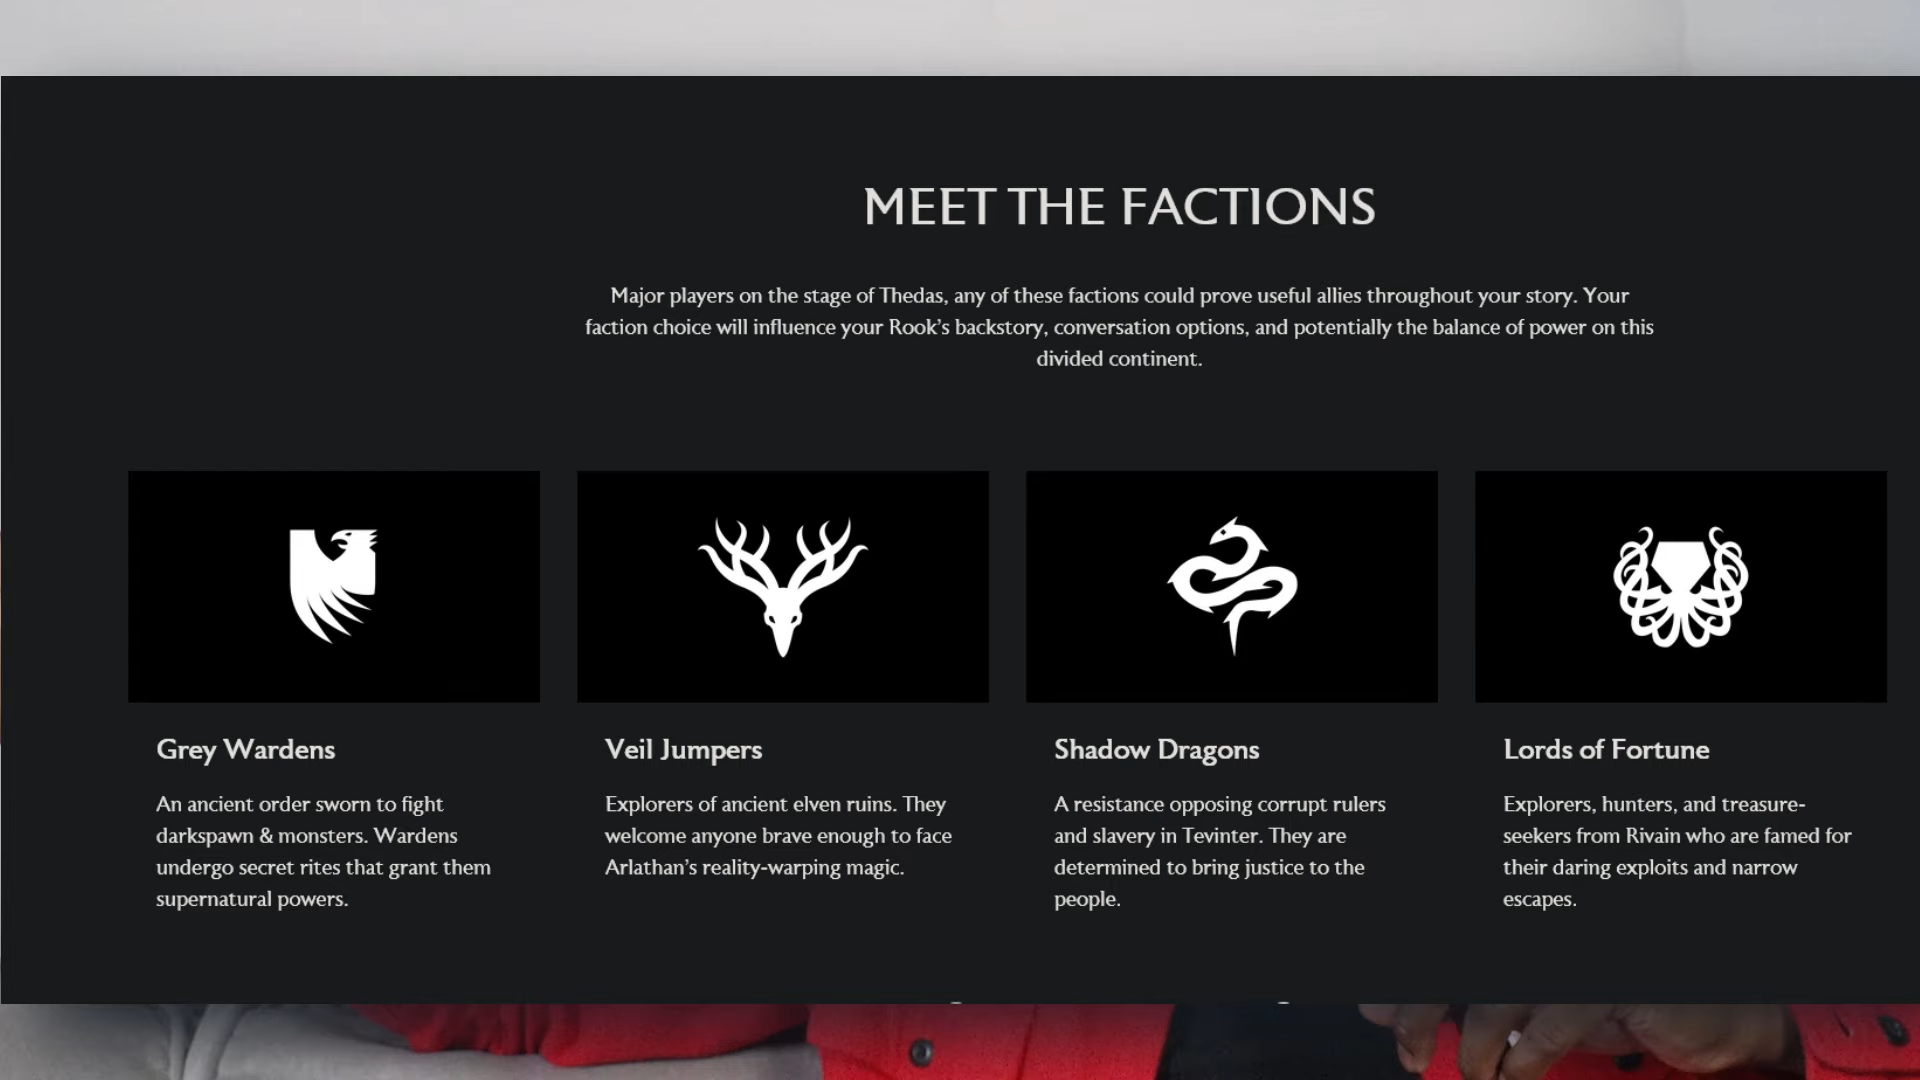 MEET THE FACTIONS
Major players on the stage of Thedas, any of these factions could prove useful allies throughout your story. Your
faction choice will influence your Rook’s backstory, conversation options, and potentially the balance of power on this
divided continent.
Grey Wardens
An ancient order sworn to fight
darkspawn & monsters. Wardens
undergo secret rites that grant them
supernatural powers.
Veil Jumpers
Explorers of ancient elven ruins. They
welcome anyone brave enough to face
Arlathan’s reality-warping magic.
Shadow Dragons
A resistance opposing corrupt rulers
and slavery in Tevinter. They are
determined to bring justice to the
people.
Lords of Fortune
Explorers, hunters, and treasure-
seekers from Rivain who are famed for
their daring exploits and narrow
escapes.